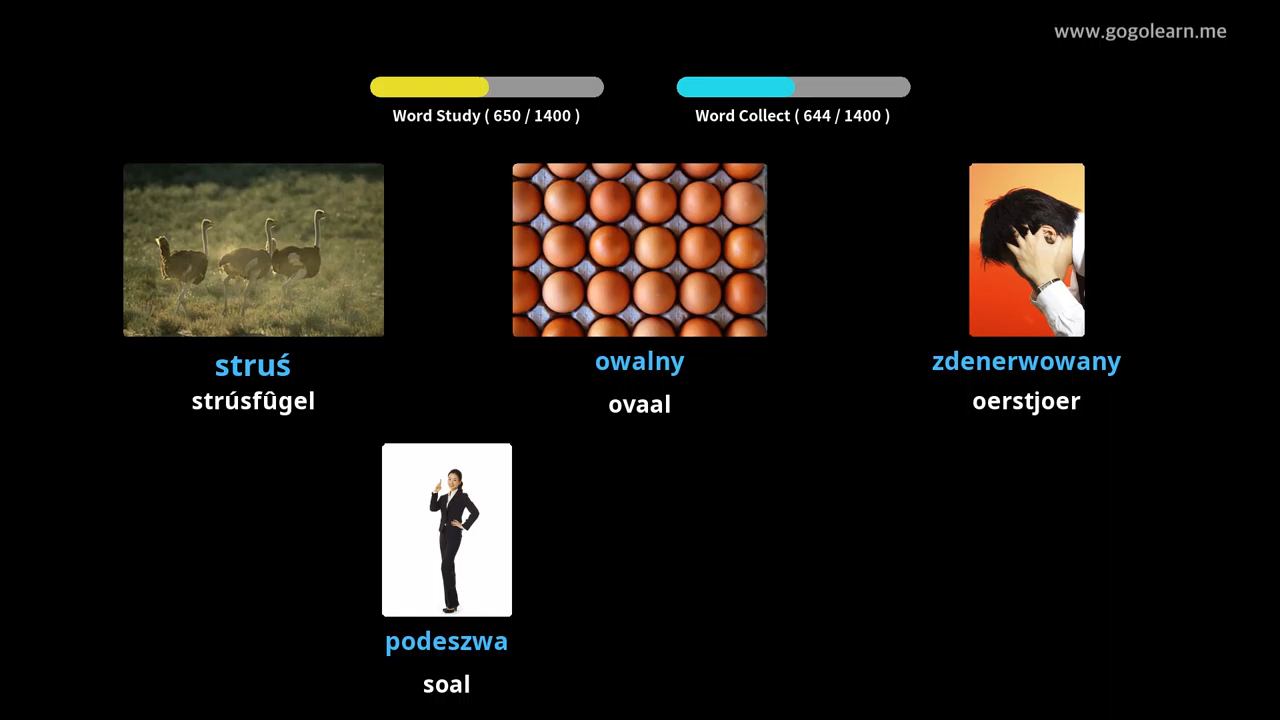 www.gogolearn.me
Word Study ( 650 / 1400 )
Word Collect ( 644 / 1400 )
struś
owalny
zdenerwowany
strúsfûgel
ovaal
oerstjoer
podeszwa
soal